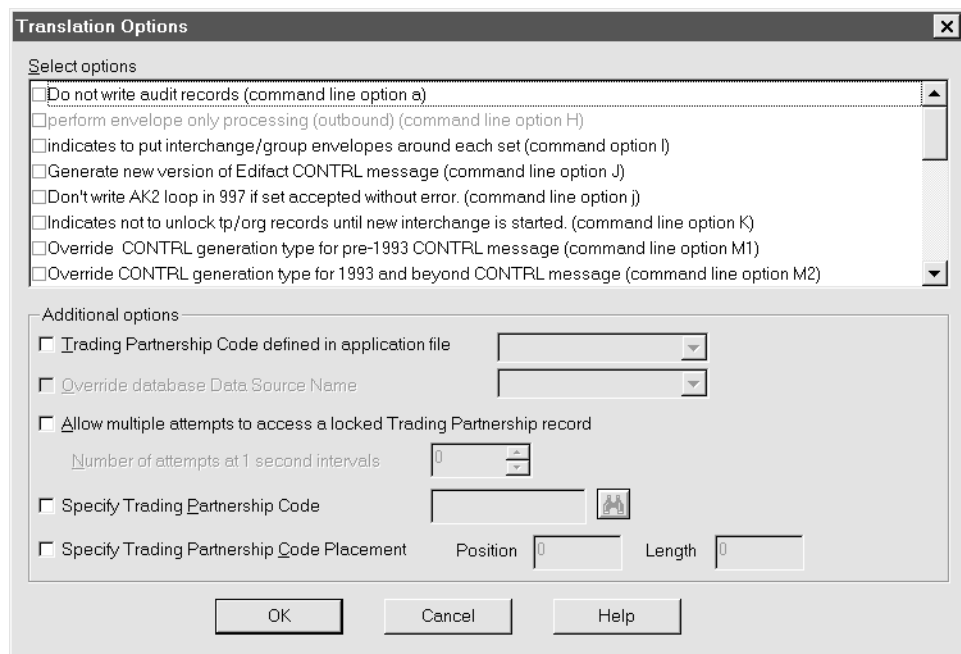 Translation Options
Select options
Do not write audit records (command line option a)
perform envelope only processing (outbound) (command line option H)
indicates to put interchange/group envelopes around each set (command option I)
Generate new version of Edifact CONTRL message (command line option J)
Don't write AK2 loop in 997 if set accepted without error. (command line option j)
Indicates not to unlock tp/org records until new interchange is started. (command line option K)
Override  CONTRL generation type for pre-1993 CONTRL message (command line option M1)
Override CONTRL generation type for 1993 and beyond CONTRL message (command line option M2)
Additional options
Trading Partnership Code defined in application file
Override database Data Source Name
Allow multiple attempts to access a locked Trading Partnership record
Number of attempts at 1 second intervals 0
Specify Trading Partnership Code
Specify Trading Partnership Code Placement Position 0 Length 0
OK Cancel Help